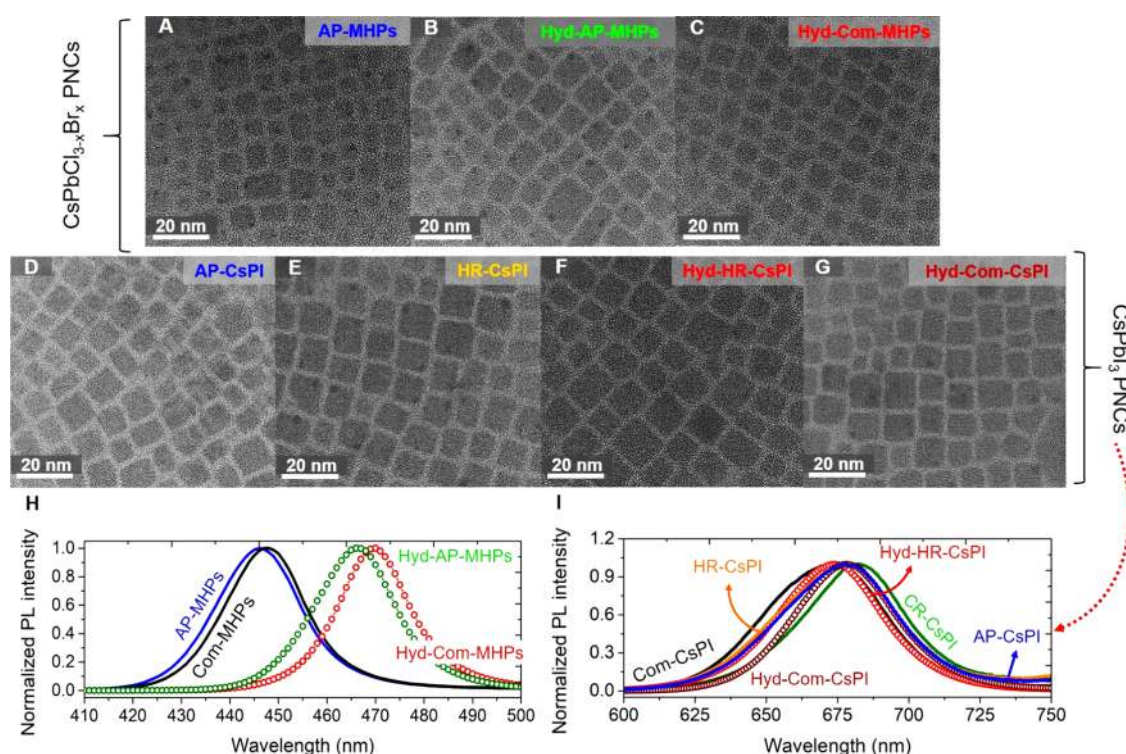 CsPbCl3-xBrx PNCs
A
AP-MHPs
20 nm
B
Hyd-AP-MHPs
20 nm
C
Hyd-Com-MHPs
20 nm
D
AP-CsPI
20 nm
E
HR-CsPI
20 nm
F
Hyd-HR-CsPI
20 nm
G
Hyd-Com-CsPI
20 nm
CsPbI3 PNCs
H
Normalized PL intensity
1.0
0.8
0.6
0.4
0.2
0.0
AP-MHPs
Com-MHPs
Hyd-AP-MHPs
Hyd-Com-MHPs
410 420 430 440 450 460 470 480 490 500
Wavelength (nm)
I
Normalized PL intensity
1.2
0.9
0.6
0.3
0.0
HR-CsPI
Hyd-HR-CsPI
CR-CsPI
AP-CsPI
Com-CsPI
Hyd-Com-CsPI
600 625 650 675 700 725 750
Wavelength (nm)